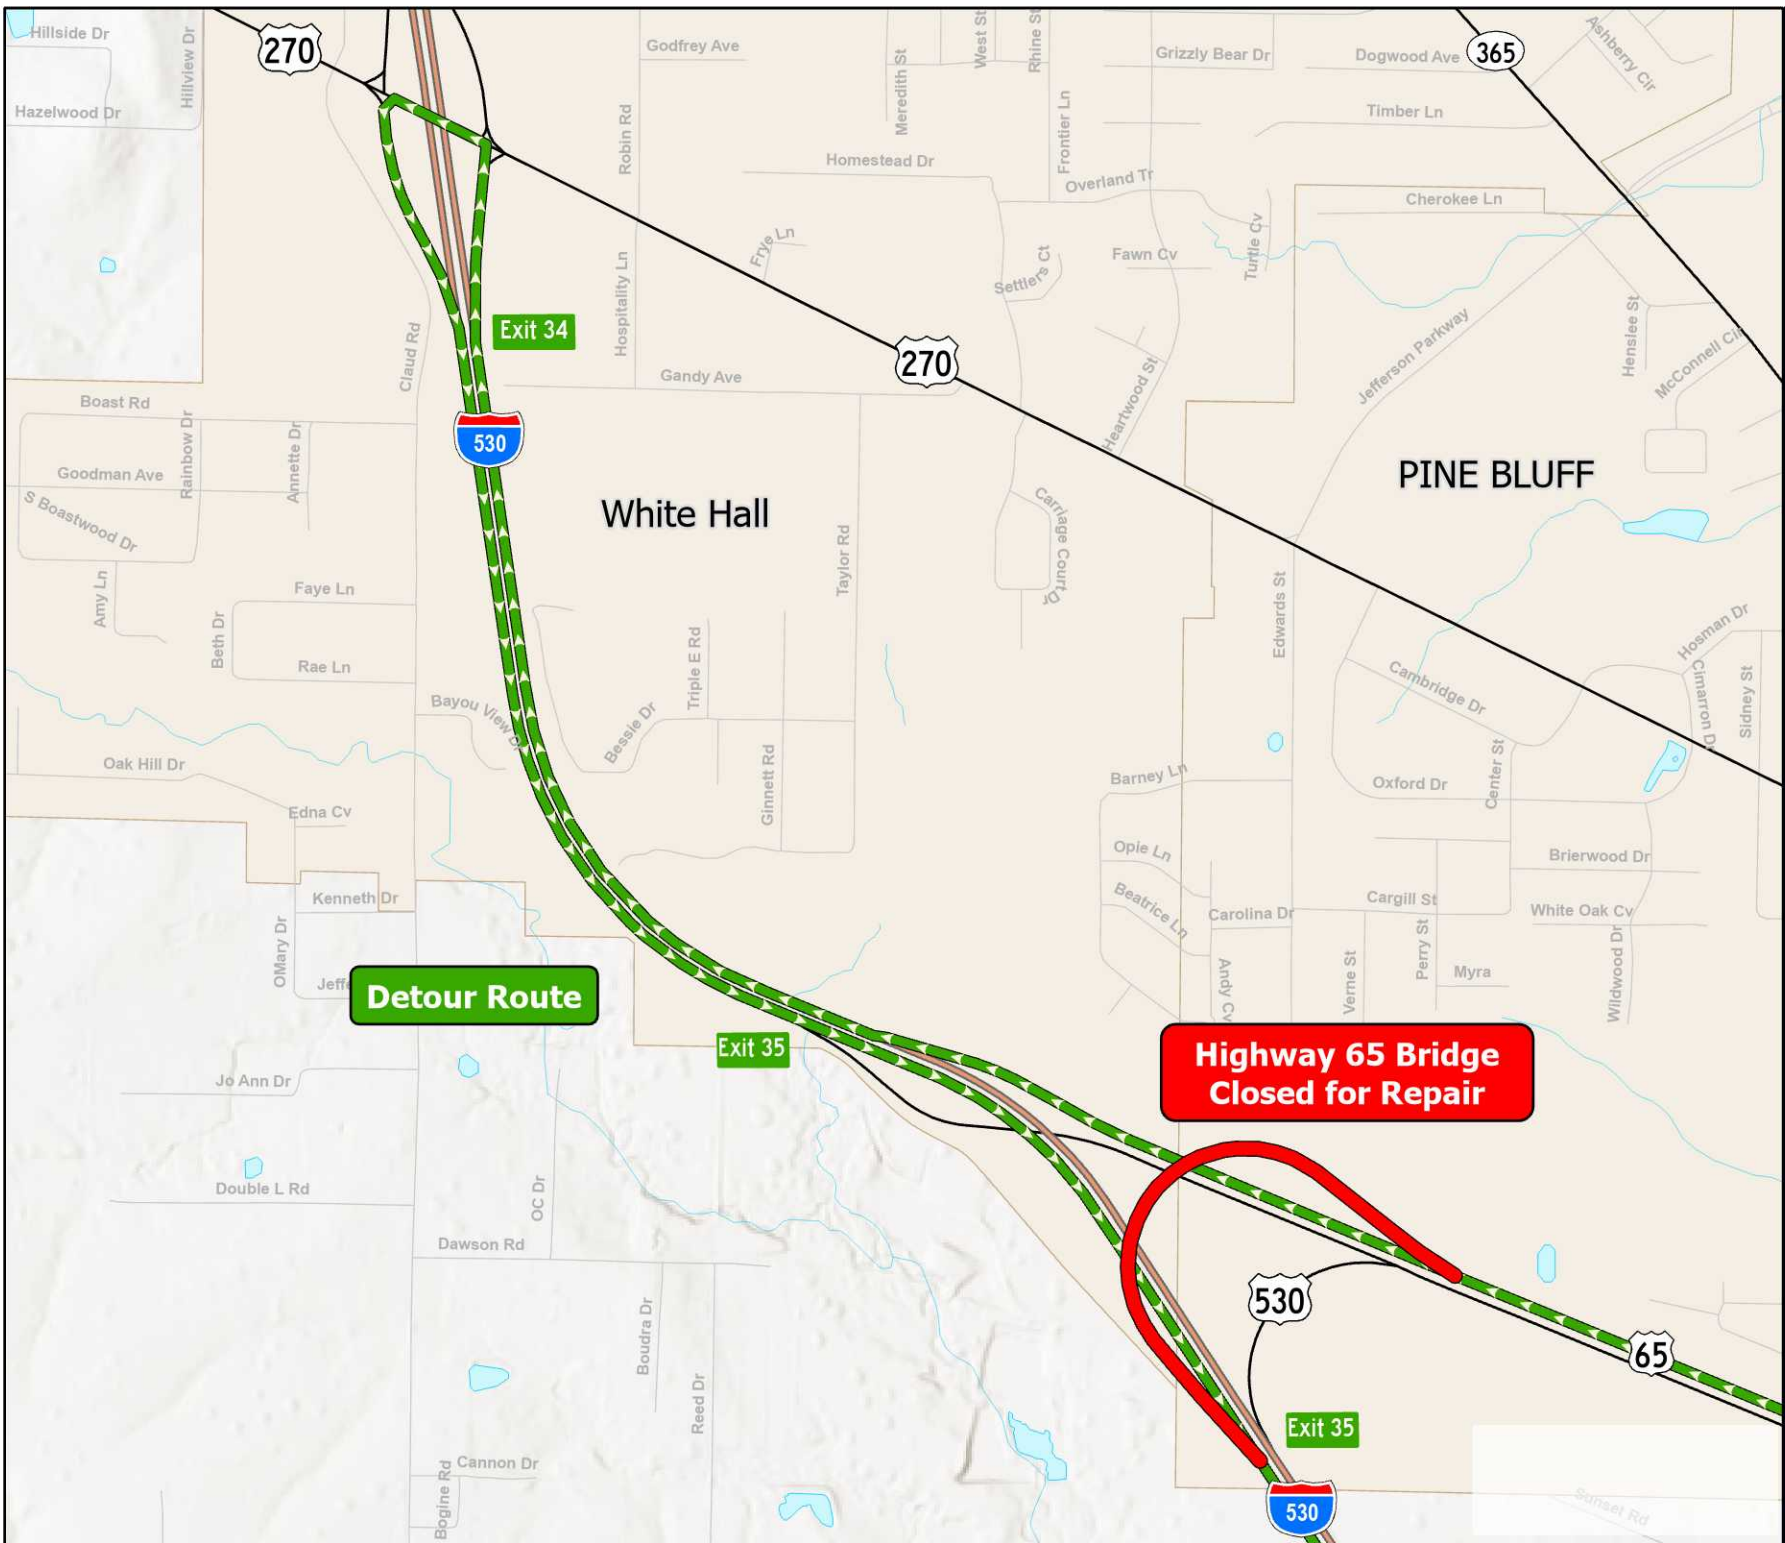 Hillside Dr
Hillview Dr
270
Godfrey Ave
Meredith St
West St
Rhine St
Grizzly Bear Dr
Dogwood Ave
365
Ashberry Cir
Hazelwood Dr
Robin Rd
Frontier Ln
Timber Ln
Homestead Dr
Overland Tr
Cherokee Ln
Frye Ln
Settlers Ct
Fawn Cv
Turtle Cv
Hospitality Ln
Exit 34
Claud Rd
270
Gandy Ave
Heartwood St
Jefferson Parkway
Henslee St
McConnell Cir
Boast Rd
Rainbow Dr
Annette Dr
530
Goodman Ave
PINE BLUFF
S Boastwood Dr
White Hall
Carriage Court Dr
Taylor Rd
Amy Ln
Faye Ln
Beth Dr
Rae Ln
Edwards St
Hosman Dr
Cambridge Dr
Cimarron Dr
Sidney St
Triple E Rd
Bayou View Dr
Bessie Dr
Oak Hill Dr
Ginnett Rd
Barney Ln
Oxford Dr
Center St
Edna Cv
Opie Ln
Brierwood Dr
Kenneth Dr
Beatrice Ln
Carolina Dr
Cargill St
White Oak Cv
OMary Dr
Jeffe
Detour Route
Andy Cv
Verne St
Perry St
Myra
Wildwood Dr
Exit 35
Highway 65 Bridge
Closed for Repair
Jo Ann Dr
Double L Rd
OC Dr
Dawson Rd
530
Boudra Dr
65
Reed Dr
Exit 35
Cannon Dr
Bogine Rd
530
Sunset Rd